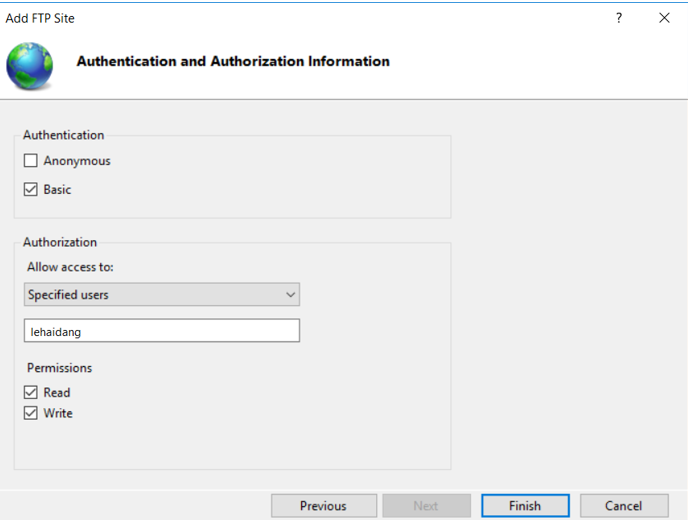 Add FTP Site
?
Authentication and Authorization Information
Authentication
Anonymous
Basic
Authorization
Allow access to:
Specified users
lehaidang
Permissions
Read
Write
Previous Next Finish Cancel